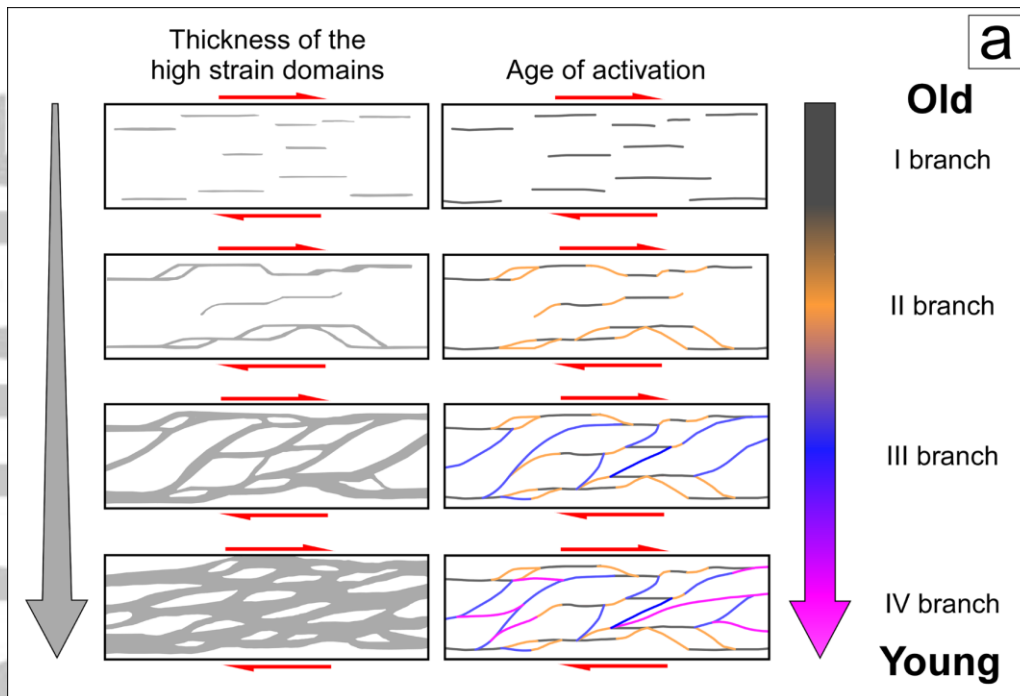 a
Thickness of the
high strain domains
Age of activation
Old
I branch
II branch
III branch
IV branch
Young